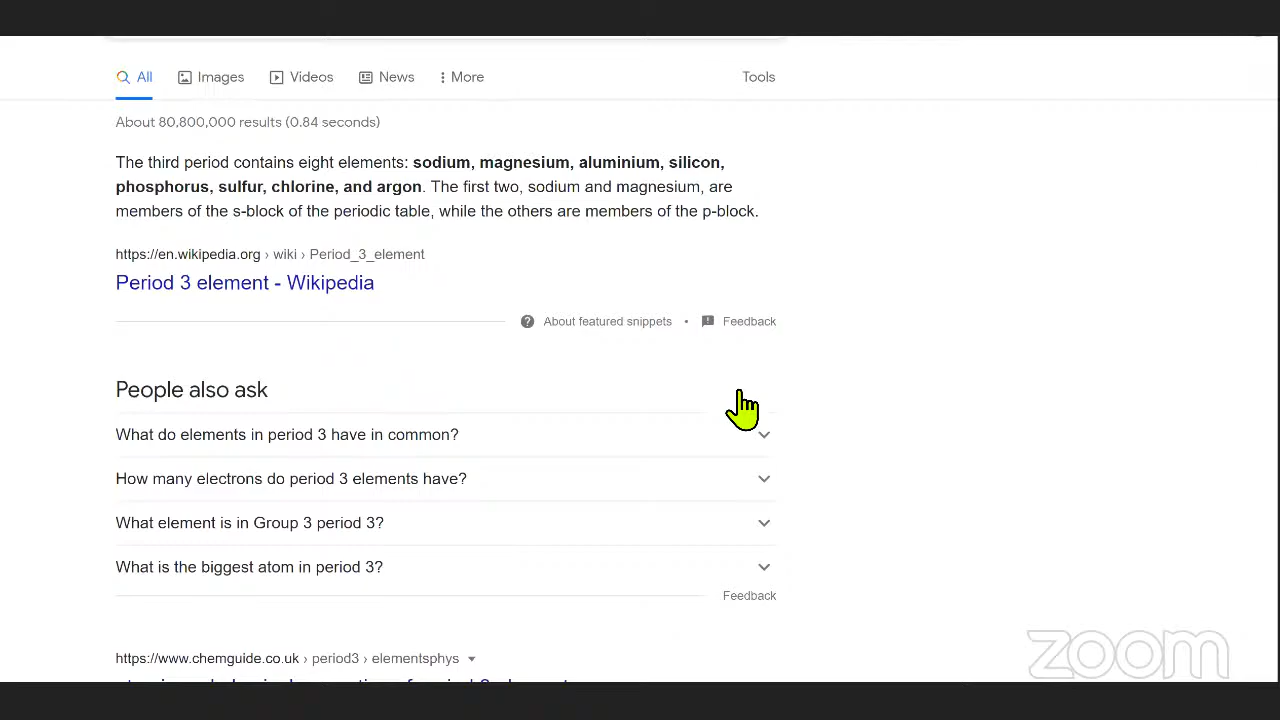 All Images Videos News More Tools
About 80,800,000 results (0.84 seconds)
The third period contains eight elements: sodium, magnesium, aluminium, silicon,
phosphorus, sulfur, chlorine, and argon. The first two, sodium and magnesium, are
members of the s-block of the periodic table, while the others are members of the p-block.
https://en.wikipedia.org › wiki › Period_3_element
Period 3 element - Wikipedia
About featured snippets • Feedback
People also ask
What do elements in period 3 have in common?
How many electrons do period 3 elements have?
What element is in Group 3 period 3?
What is the biggest atom in period 3?
Feedback
https://www.chemguide.co.uk › period3 › elementsphys
zoom